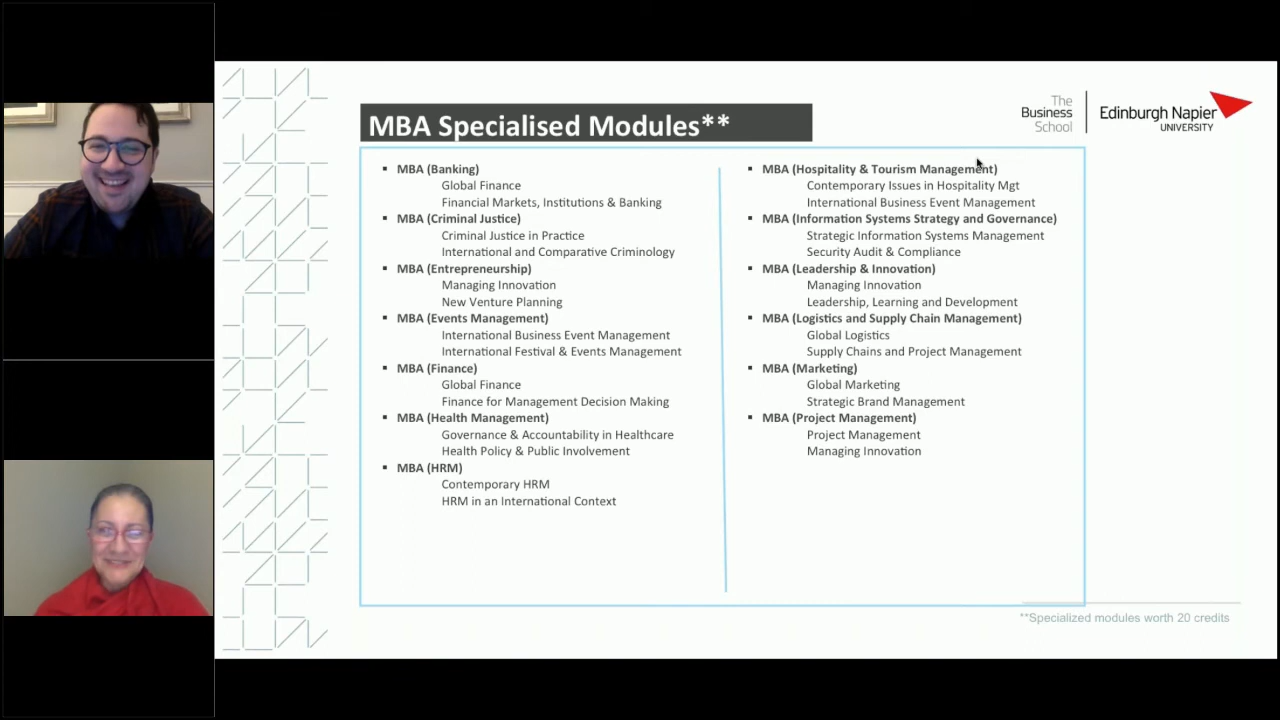 MBA Specialised Modules**
The
Business
School
Edinburgh Napier
UNIVERSITY
▪ MBA (Banking)
Global Finance
Financial Markets, Institutions & Banking
▪ MBA (Criminal Justice)
Criminal Justice in Practice
International and Comparative Criminology
▪ MBA (Entrepreneurship)
Managing Innovation
New Venture Planning
▪ MBA (Events Management)
International Business Event Management
International Festival & Events Management
▪ MBA (Finance)
Global Finance
Finance for Management Decision Making
▪ MBA (Health Management)
Governance & Accountability in Healthcare
Health Policy & Public Involvement
▪ MBA (HRM)
Contemporary HRM
HRM in an International Context
▪ MBA (Hospitality & Tourism Management)
Contemporary Issues in Hospitality Mgt
International Business Event Management
▪ MBA (Information Systems Strategy and Governance)
Strategic Information Systems Management
Security Audit & Compliance
▪ MBA (Leadership & Innovation)
Managing Innovation
Leadership, Learning and Development
▪ MBA (Logistics and Supply Chain Management)
Global Logistics
Supply Chains and Project Management
▪ MBA (Marketing)
Global Marketing
Strategic Brand Management
▪ MBA (Project Management)
Project Management
Managing Innovation
**Specialized modules worth 20 credits